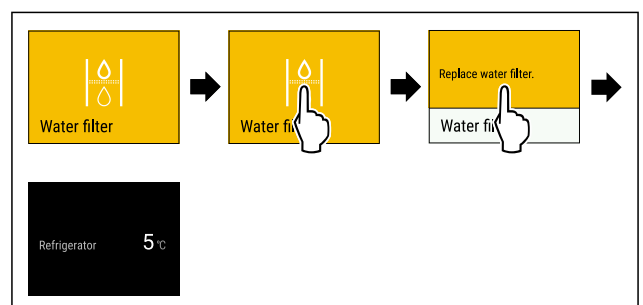 Water filter
Water fi
Replace water filter.
Water fi
Refrigerator 5 °C